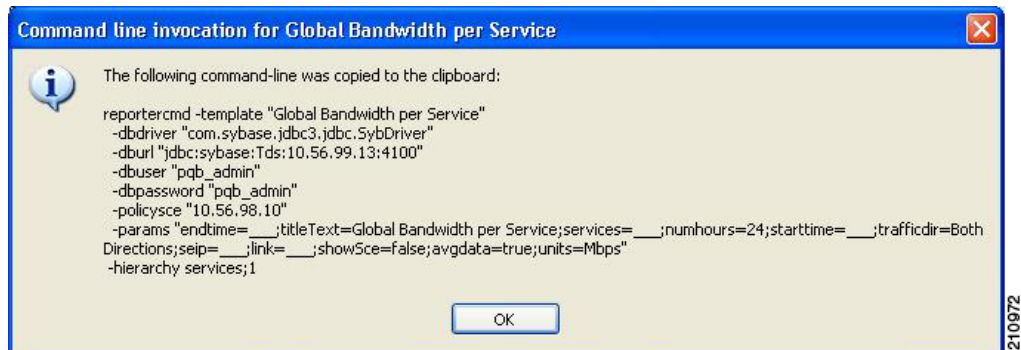 Command line invocation for Global Bandwidth per Service
The following command-line was copied to the clipboard:
reportercmd -template "Global Bandwidth per Service"
-dbdriver "com.sybase.jdbc3.jdbc.SybDriver"
-dburl "jdbc:sybase:Tds:10.56.99.13:4100"
-dbuser "pqb_admin"
-dbpassword "pqb_admin"
-policysce "10.56.98.10"
-params "endtime=___;titleText=Global Bandwidth per Service;services=___;numhours=24;starttime=___;trafficdir=Both
Directions;seip=___;link=___;showSce=false;avgdata=true;units=Mbps"
-hierarchy services;1
OK
210972